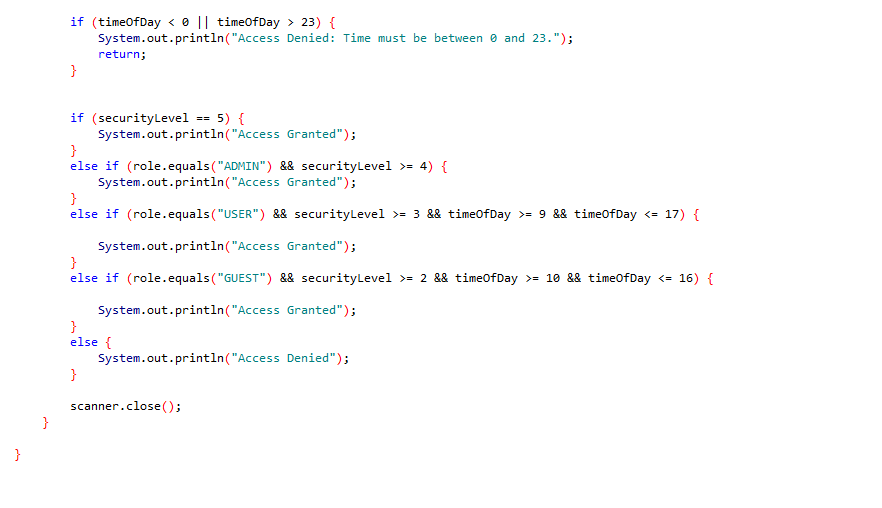 if (timeOfDay < 0 || timeOfDay > 23) {
System.out.println("Access Denied: Time must be between 0 and 23.");
return;
}
if (securityLevel == 5) {
System.out.println("Access Granted");
}
else if (role.equals("ADMIN") && securityLevel >= 4) {
System.out.println("Access Granted");
}
else if (role.equals("USER") && securityLevel >= 3 && timeOfDay >= 9 && timeOfDay <= 17) {
System.out.println("Access Granted");
}
else if (role.equals("GUEST") && securityLevel >= 2 && timeOfDay >= 10 && timeOfDay <= 16) {
System.out.println("Access Granted");
}
else {
System.out.println("Access Denied");
}
scanner.close();
}
}